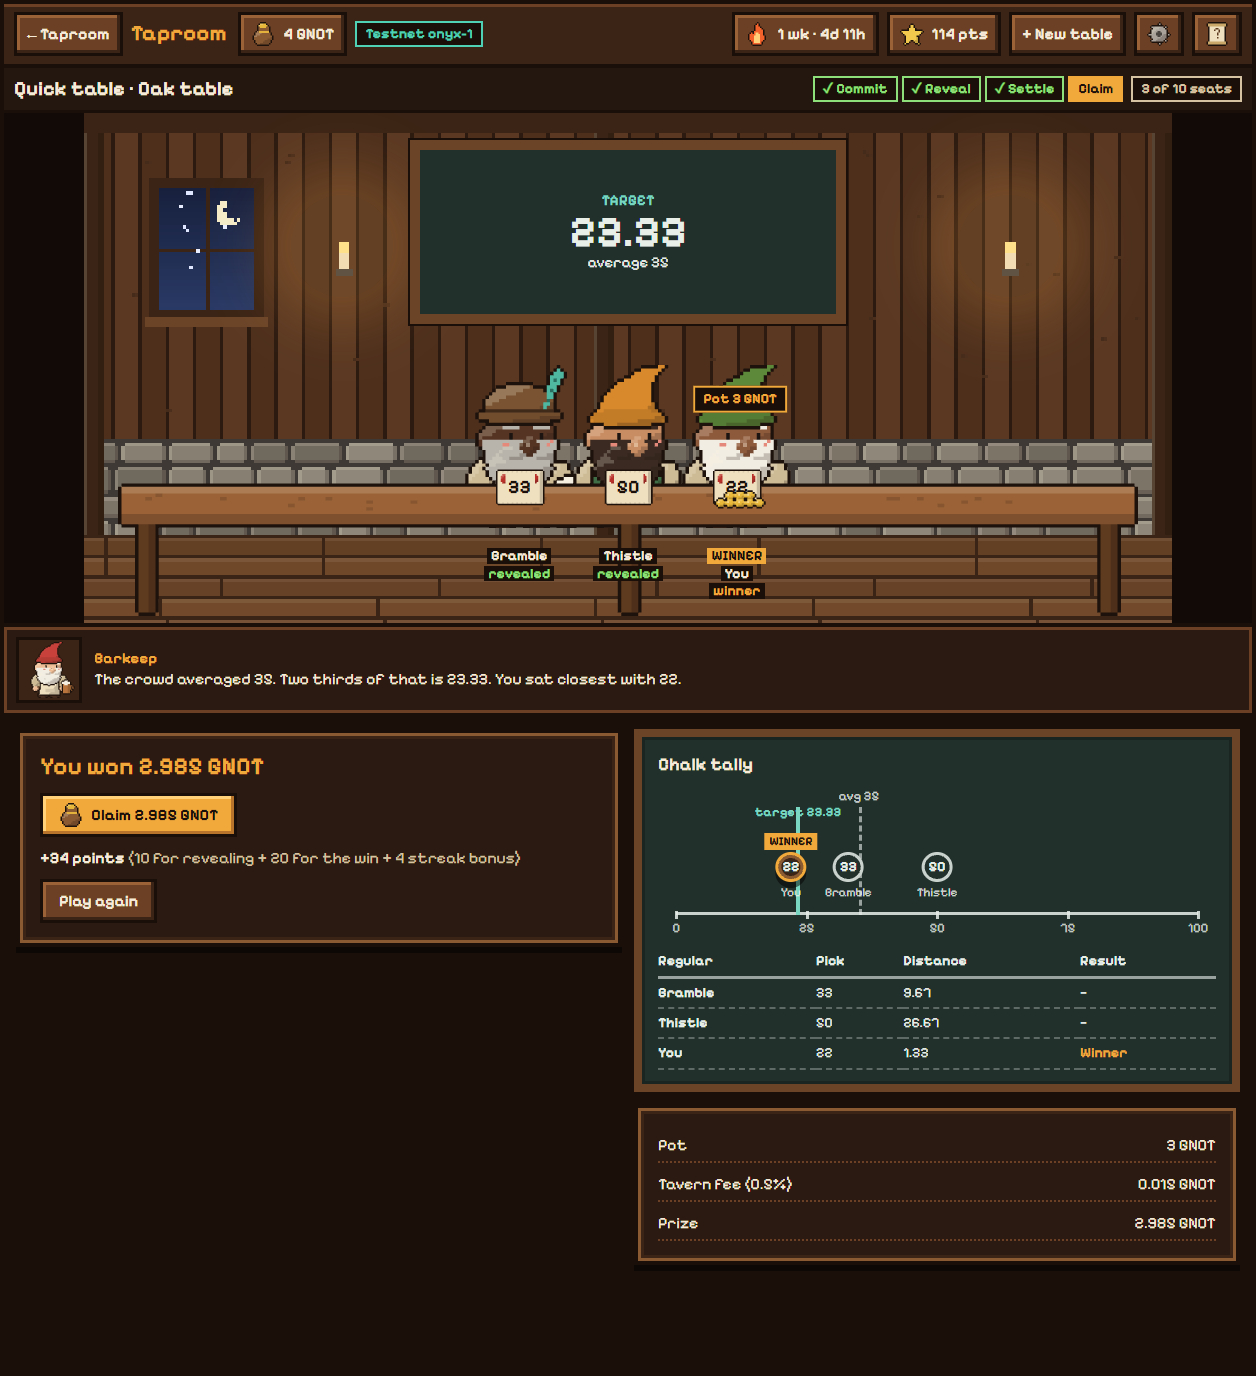 ←Taproom
Taproom
4 GNOT
Testnet onyx-1
1 wk · 4d 11h
114 pts
+ New table
?
Quick table · Oak table
✓ Commit
✓ Reveal
✓ Settle
Claim
3 of 10 seats
TARGET
23.33
average 35
Pot 3 GNOT
33
50
22
Bramble
revealed
Thistle
revealed
WINNER
You
winner
Barkeep
The crowd averaged 35. Two thirds of that is 23.33. You sat closest with 22.
You won 2.985 GNOT
Claim 2.985 GNOT
+34 points (10 for revealing + 20 for the win + 4 streak bonus)
Play again
Chalk tally
avg 35
target 23.33
WINNER
22
33
50
You
Bramble
Thistle
0
25
50
75
100
Regular Pick Distance Result
Bramble 33 9.67 –
Thistle 50 26.67 –
You 22 1.33 Winner
Pot 3 GNOT
Tavern fee (0.5%) 0.015 GNOT
Prize 2.985 GNOT